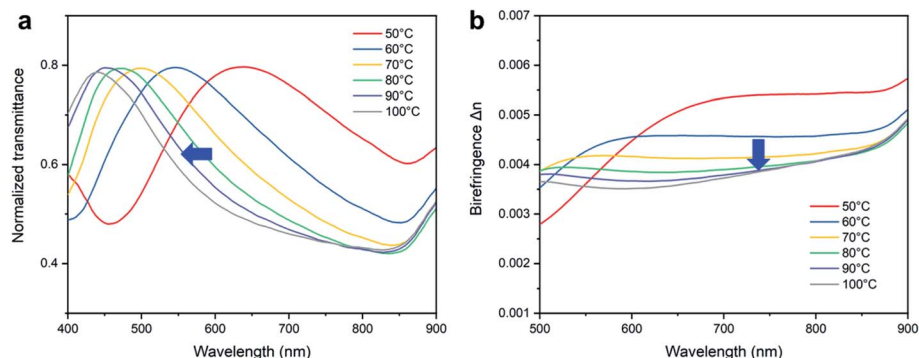 a
Normalized transmittance
0.8
0.6
0.4
50°C
60°C
70°C
80°C
90°C
100°C
400 500 600 700 800 900
Wavelength (nm)
b
Birefringence Δn
0.007
0.006
0.005
0.004
0.003
0.002
0.001
50°C
60°C
70°C
80°C
90°C
100°C
500 600 700 800 900
Wavelength (nm)